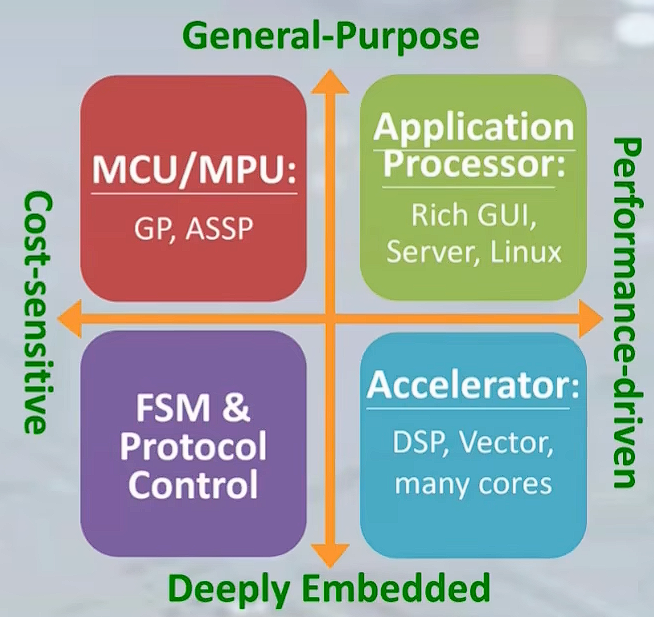 General-Purpose
MCU/MPU:
GP, ASSP
Application
Processor:
Rich GUI,
Server, Linux
Cost-sensitive
Performance-driven
FSM &
Protocol
Control
Accelerator:
DSP, Vector,
many cores
Deeply Embedded